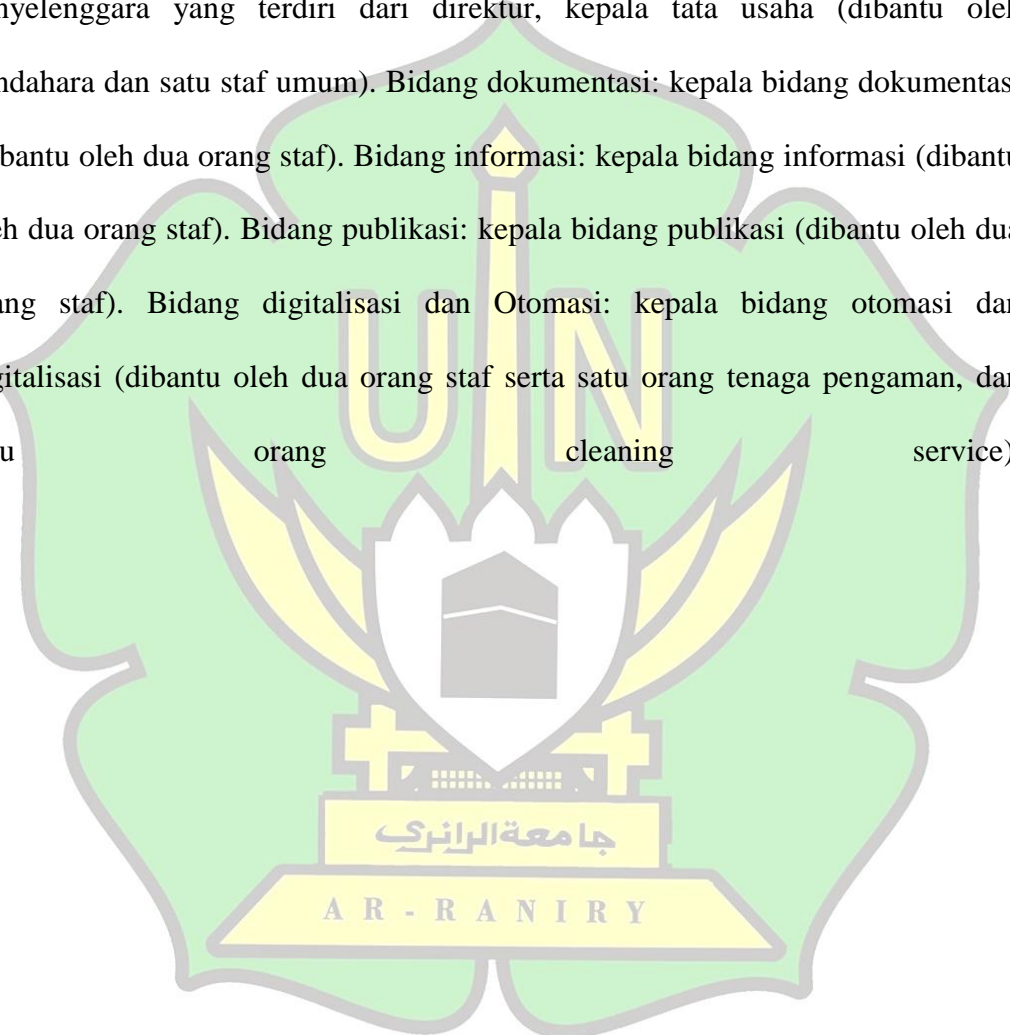 nyelenggara yang terdiri dari direktur, kepala tata usaha (dibantu oleh
ndahara dan satu staf umum). Bidang dokumentasi: kepala bidang dokumentasi
bantu oleh dua orang staf). Bidang informasi: kepala bidang informasi (dibantu
eh dua orang staf). Bidang publikasi: kepala bidang publikasi (dibantu oleh dua
ang staf). Bidang digitalisasi dan Otomasi: kepala bidang otomasi dan
gitalisasi (dibantu oleh dua orang staf serta satu orang tenaga pengaman, dan
u orang cleaning service)
UIN
جامعةالرانري
AR-RANIRY